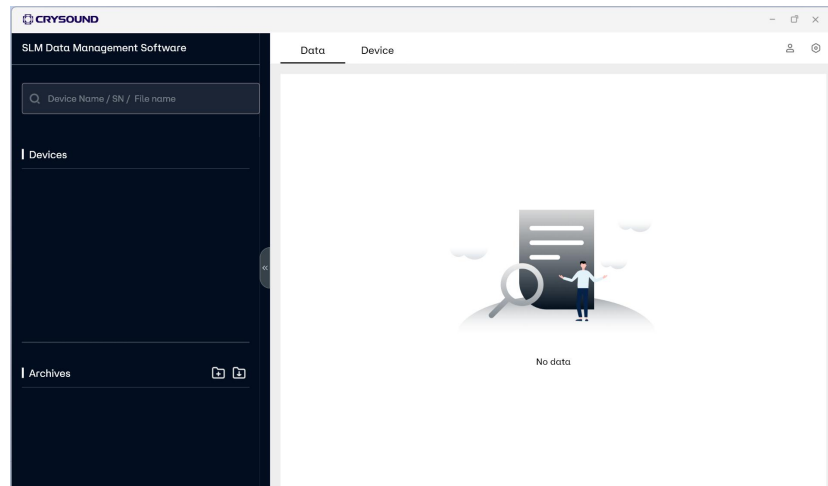 CRYSOUND
SLM Data Management Software
Data
Device
Device Name / SN / File name
Devices
Archives
No data